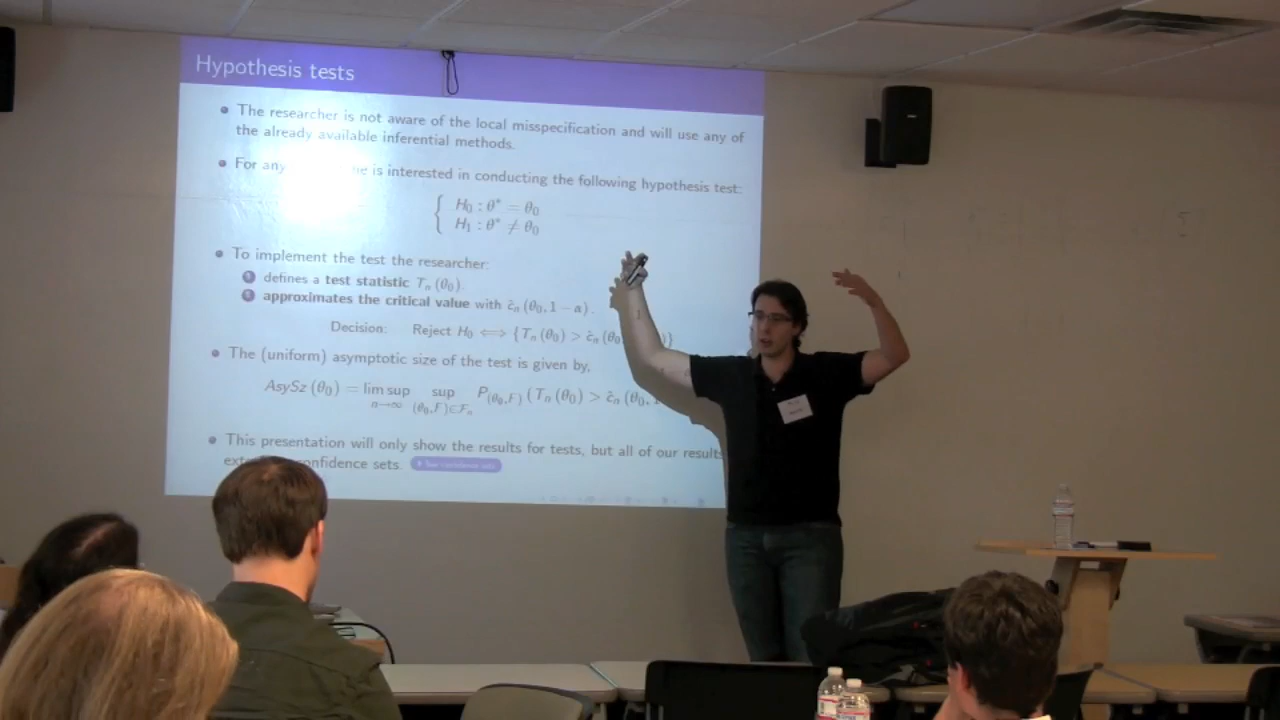 Hypothesis tests
The researcher is not aware of the local misspecification and will use any of
the already available inferential methods.
For any is interested in conducting the following hypothesis test:
H₀ : θ* = θ₀
H₁ : θ* ≠ θ₀
To implement the test the researcher:
defines a test statistic Tₙ(θ₀).
approximates the critical value with ĉₙ(θ₀, 1 − α).
Decision: Reject H₀ ⟺ {Tₙ(θ₀) > ĉₙ(θ₀ )}
The (uniform) asymptotic size of the test is given by,
AsySz(θ₀) = lim sup sup P(θ₀,F) (Tₙ(θ₀) > ĉₙ(θ₀, 1
n→∞ (θ₀,F)∈Fₙ
This presentation will only show the results for tests, but all of our results
confidence sets.